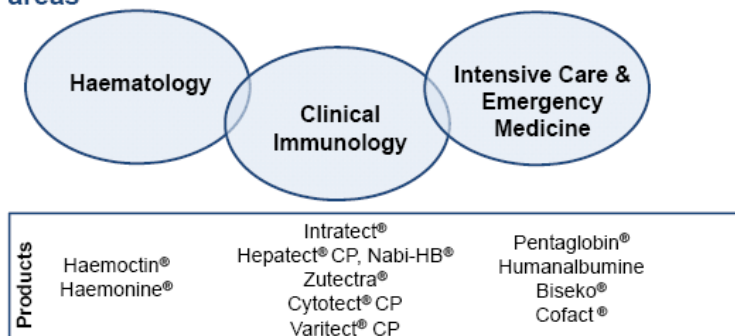 areas
Haematology
Clinical
Immunology
Intensive Care &
Emergency
Medicine
Products
Haemoctin®
Haemonine®
Intratect®
Hepatect® CP, Nabi-HB®
Zutectra®
Cytotect® CP
Varitect® CP
Pentaglobin®
Humanalbumine
Biseko®
Cofact ®